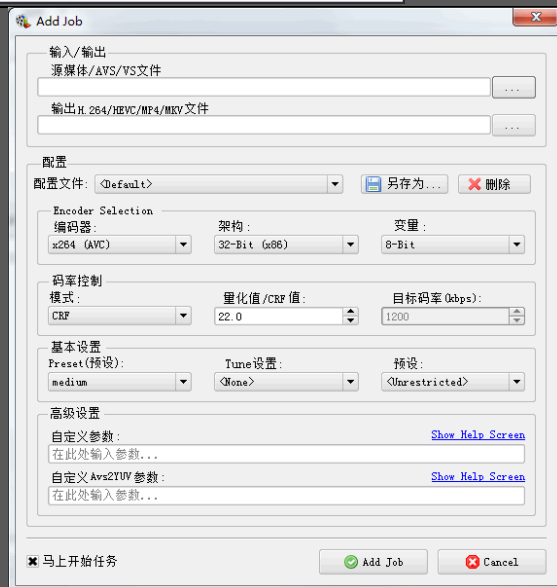 Add Job
输入/输出
源媒体/AVS/VS文件
...
输出H.264/HEVC/MP4/MKV文件
...
配置
配置文件: <Default> 另存为... 删除
Encoder Selection
编码器: 架构: 变量:
x264 (AVC) 32-Bit (x86) 8-Bit
码率控制
模式: 量化值/CRF值: 目标码率(kbps):
CRF 22.0 1200
基本设置
Preset(预设): Tune设置: 预设:
medium <None> <Unrestricted>
高级设置
自定义参数: Show Help Screen
在此处输入参数...
自定义Avs2YUV参数: Show Help Screen
在此处输入参数...
马上开始任务 Add Job Cancel